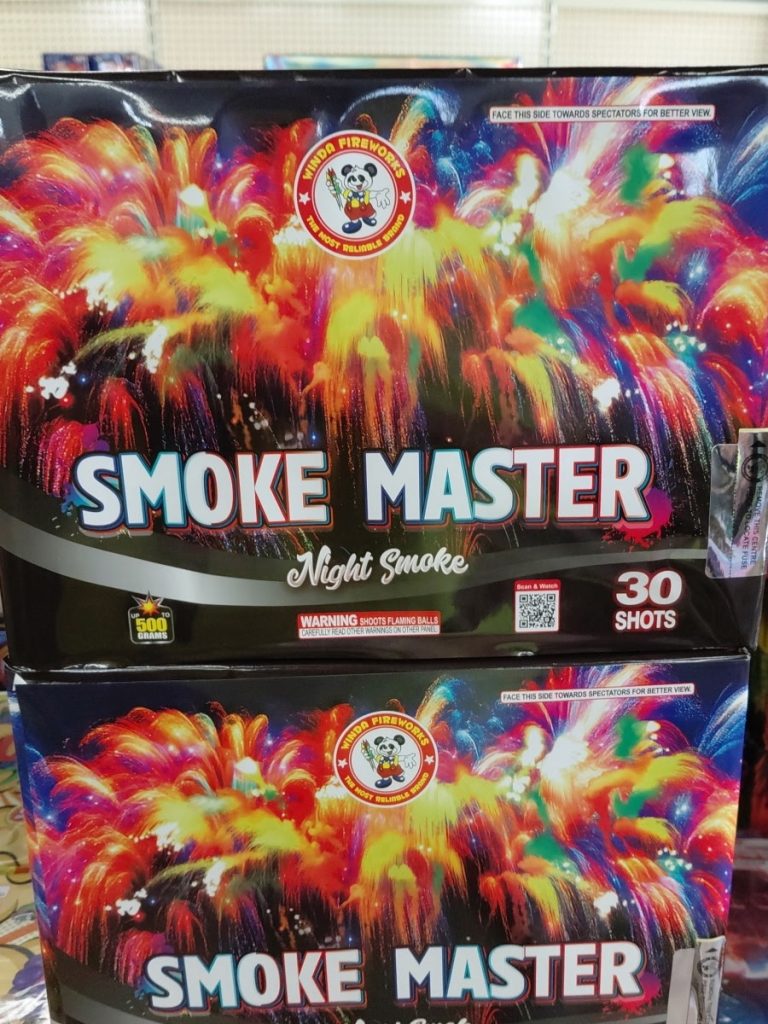 FACE THIS SIDE TOWARDS SPECTATORS FOR BETTER VIEW.
WINDA FIREWORKS
THE MOST RELIABLE BRAND
SMOKE MASTER
Night Smoke
UP TO
500
GRAMS
WARNING SHOOTS FLAMING BALLS
CAREFULLY READ OTHER WARNINGS ON OTHER PANEL
Scan & Watch
30
SHOTS
FACE THIS SIDE TOWARDS SPECTATORS FOR BETTER VIEW.
WINDA FIREWORKS
THE MOST RELIABLE BRAND
SMOKE MASTER